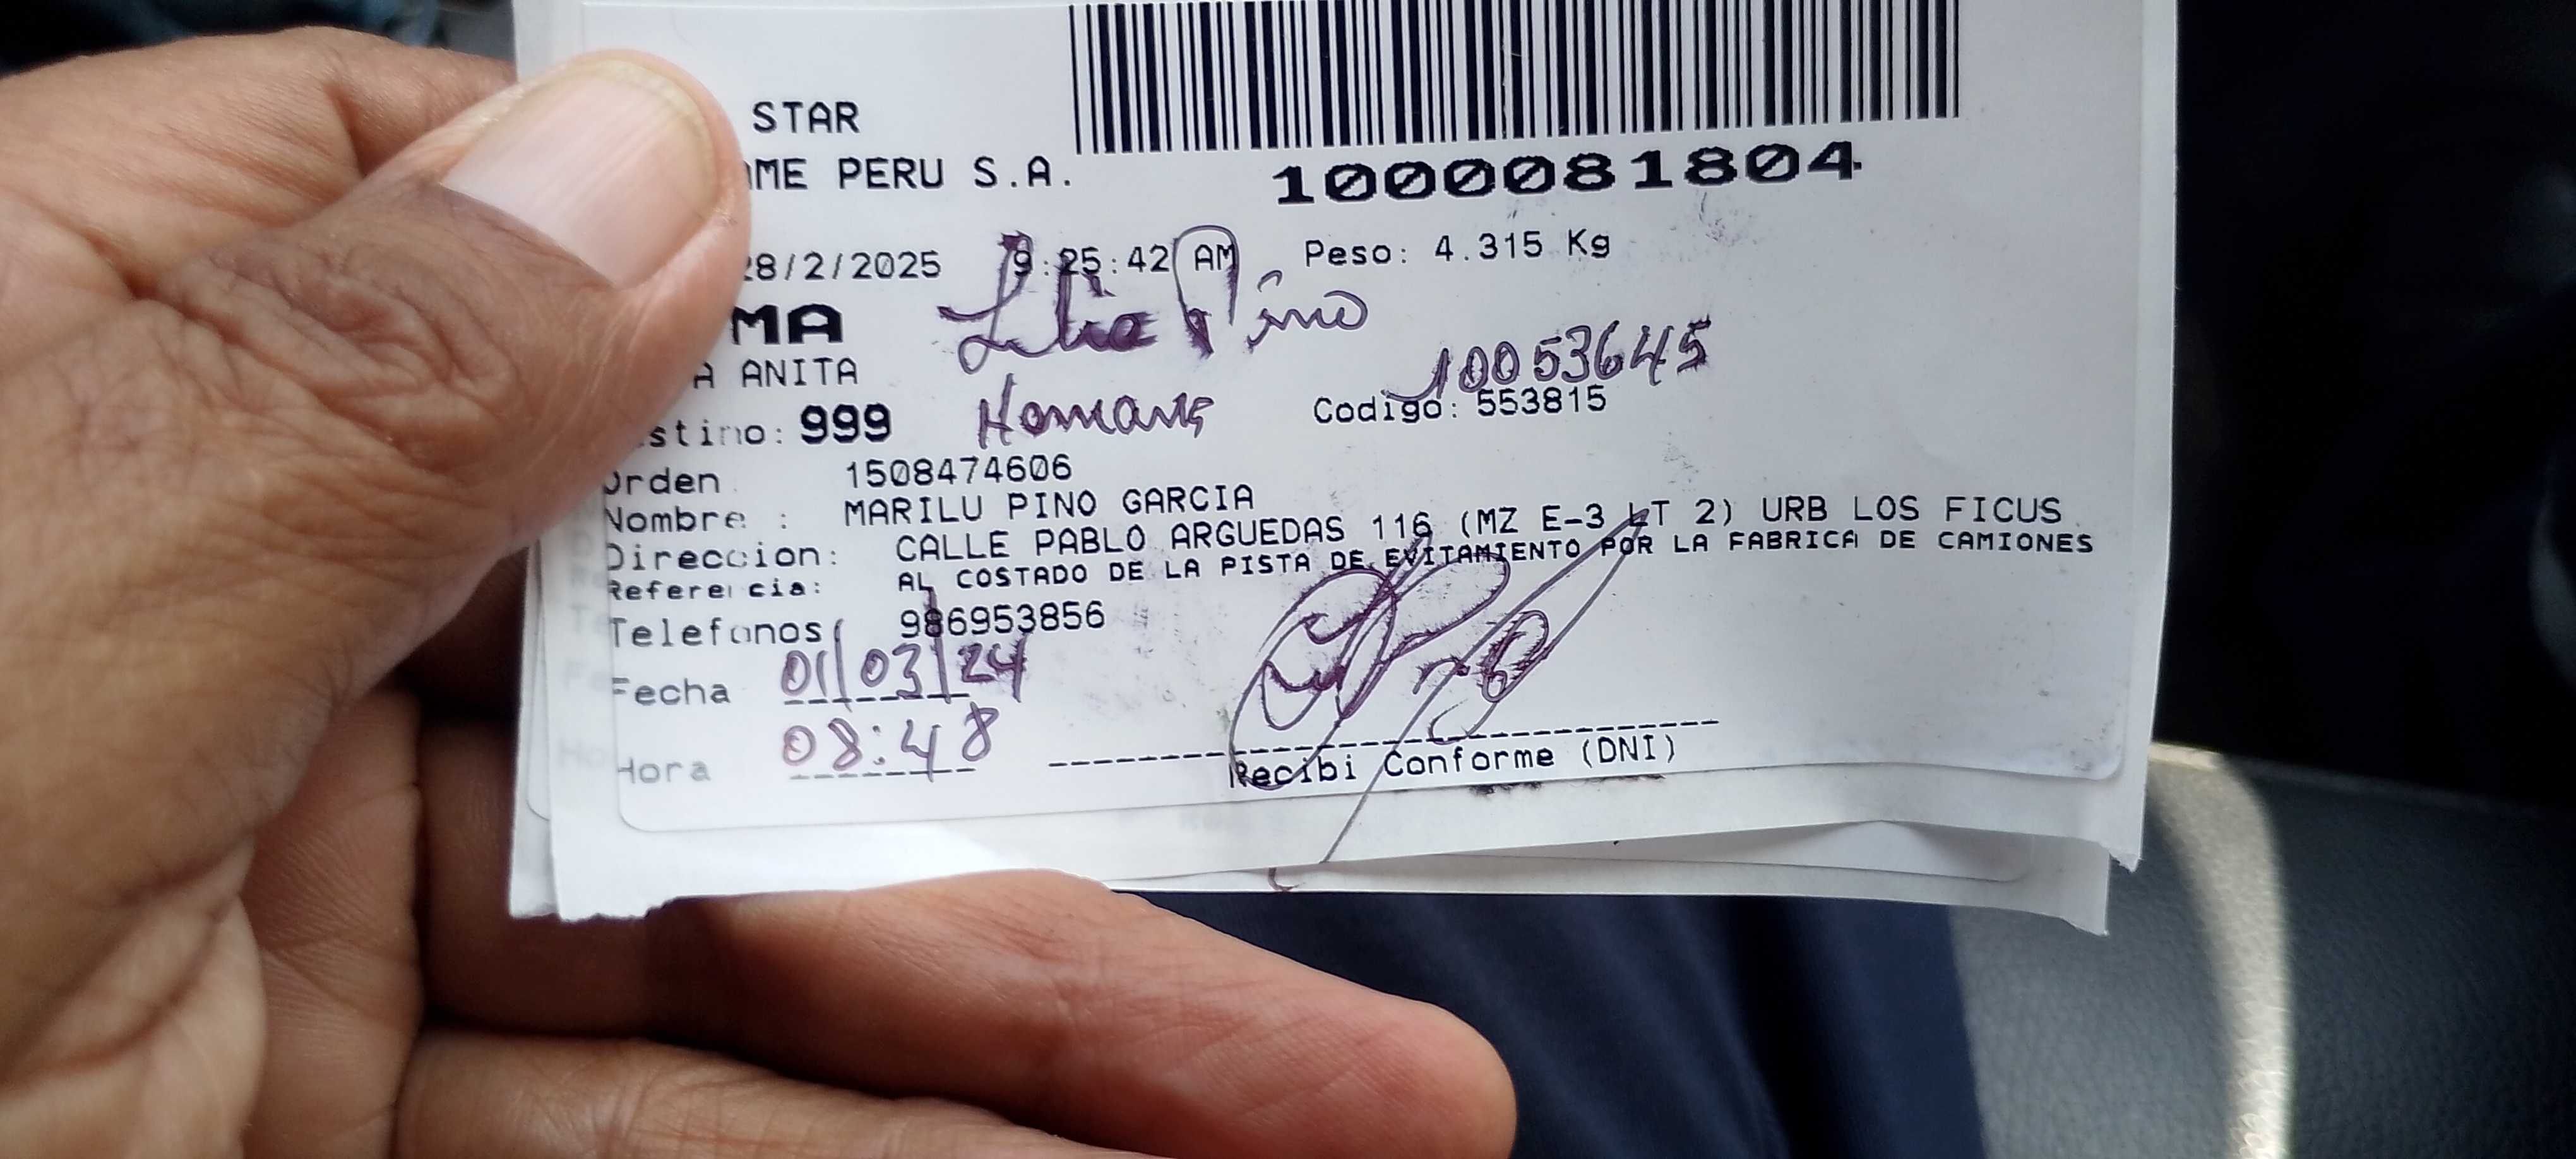 STAR
ME PERU S.A.
1000081804
28/2/2025 9:25:42 AM Peso: 4.315 Kg
MA
Pino
A ANITA
10053645
stino: 999
Hermana
Codigo: 553815
Orden 1508474606
Nombre : MARILU PINO GARCIA
Direccion: CALLE PABLO ARGUEDAS 116 (MZ E-3 LT 2) URB LOS FICUS
Referencia: AL COSTADO DE LA PISTA DE EVITAMIENTO POR LA FABRICA DE CAMIONES
Telefonos 986953856
Fecha 01/03/24
Hora 08:48
Recibi Conforme (DNI)